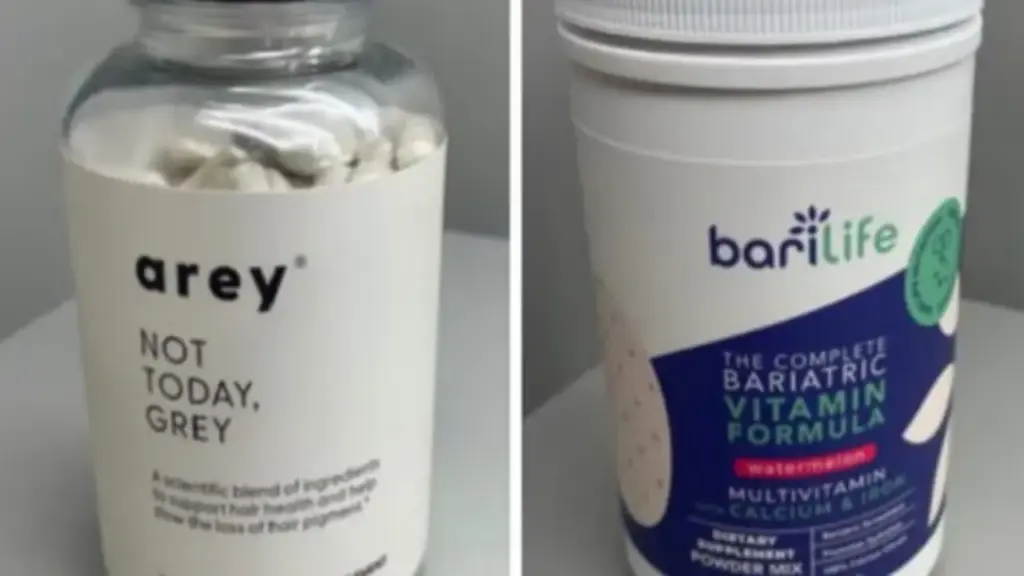 arey
NOT
TODAY,
GREY
A scientific blend of ingredients
to support hair health and help
slow the loss of hair pigment.*
barilife
THE COMPLETE
BARIATRIC
VITAMIN
FORMULA
watermelon
MULTIVITAMIN
CALCIUM & IRON
DIETARY
SUPPLEMENT
POWDER MIX